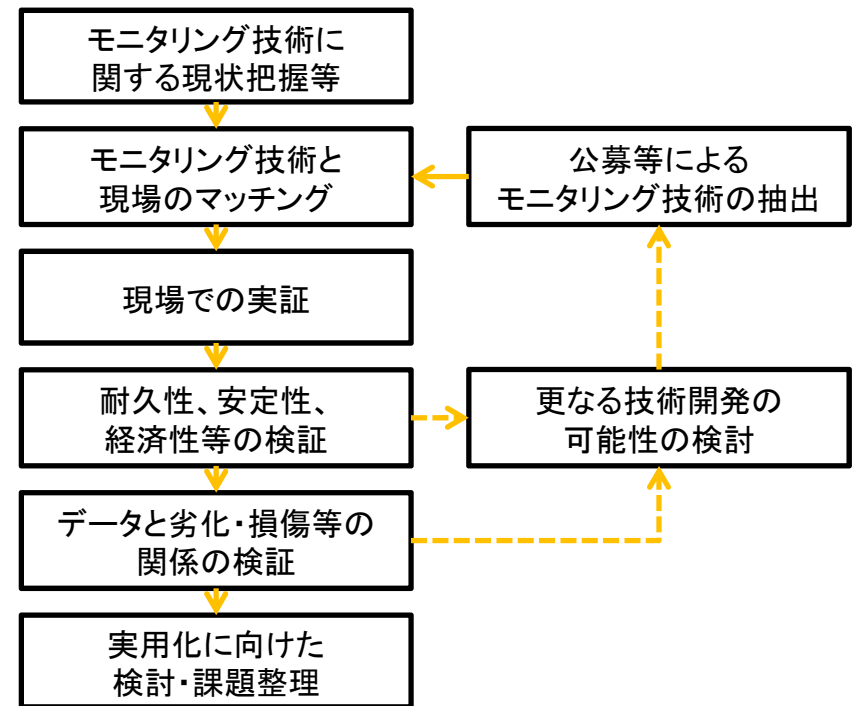 モニタリング技術に
関する現状把握等
モニタリング技術と
現場のマッチング
公募等による
モニタリング技術の抽出
現場での実証
耐久性、安定性、
経済性等の検証
更なる技術開発の
可能性の検討
データと劣化・損傷等の
関係の検証
実用化に向けた
検討・課題整理